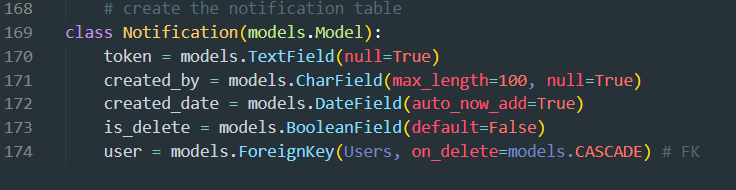 168 # create the notification table
169 class Notification(models.Model):
170 token = models.TextField(null=True)
171 created_by = models.CharField(max_length=100, null=True)
172 created_date = models.DateField(auto_now_add=True)
173 is_delete = models.BooleanField(default=False)
174 user = models.ForeignKey(Users, on_delete=models.CASCADE) # FK